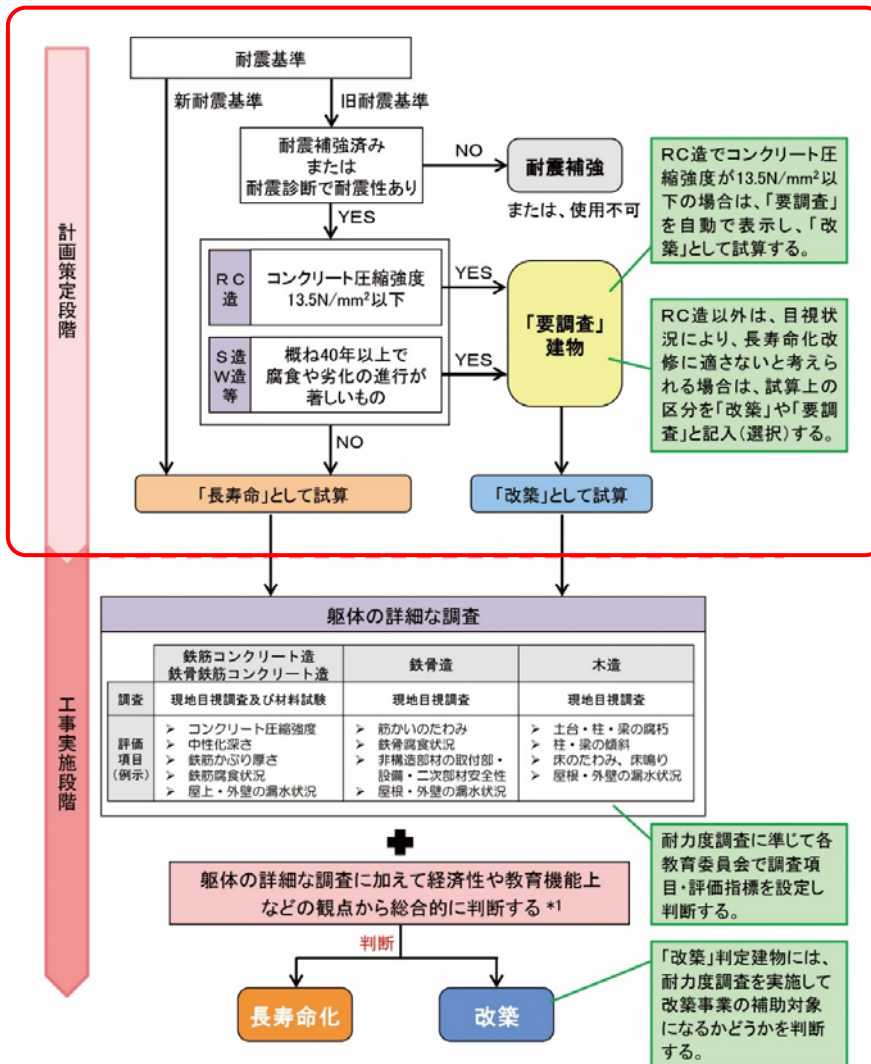 耐震基準
新耐震基準
旧耐震基準
耐震補強済み
または
耐震診断で耐震性あり
NO
耐震補強
または、使用不可
YES
RC造でコンクリート圧
縮強度が13.5N/mm²以
下の場合は、「要調査」
を自動で表示し、「改
築」として試算する。
計画策定段階
RC
造
コンクリート圧縮強度
13.5N/mm²以下
YES
「要調査」
建物
S造
W造
等
概ね40年以上で
腐食や劣化の進行が
著しいもの
YES
RC造以外は、目視状
況により、長寿命化改
修に適さないと考えら
れる場合は、試算上の
区分を「改築」や「要調
査」と記入(選択)する。
NO
「長寿命」として試算
「改築」として試算
工事実施段階
躯体の詳細な調査
鉄筋コンクリート造
鉄骨鉄筋コンクリート造
鉄骨造
木造
調査
現地目視調査及び材料試験
現地目視調査
現地目視調査
評価
項目
(例示)
➢ コンクリート圧縮強度
➢ 中性化深さ
➢ 鉄筋かぶり厚さ
➢ 鉄筋腐食状況
➢ 屋上・外壁の漏水状況
➢ 筋かいのたわみ
➢ 鉄骨腐食状況
➢ 非構造部材の取付部・
設備・二次部材安全性
➢ 屋根・外壁の漏水状況
➢ 土台・柱・梁の腐朽
➢ 柱・梁の傾斜
➢ 床のたわみ、床鳴り
➢ 屋根・外壁の漏水状況
耐力度調査に準じて各
教育委員会で調査項
目・評価指標を設定し
判断する。
躯体の詳細な調査に加えて経済性や教育機能上
などの観点から総合的に判断する *1
判断
長寿命化
改築
「改築」判定建物には、
耐力度調査を実施して
改築事業の補助対象
になるかどうかを判断
する。